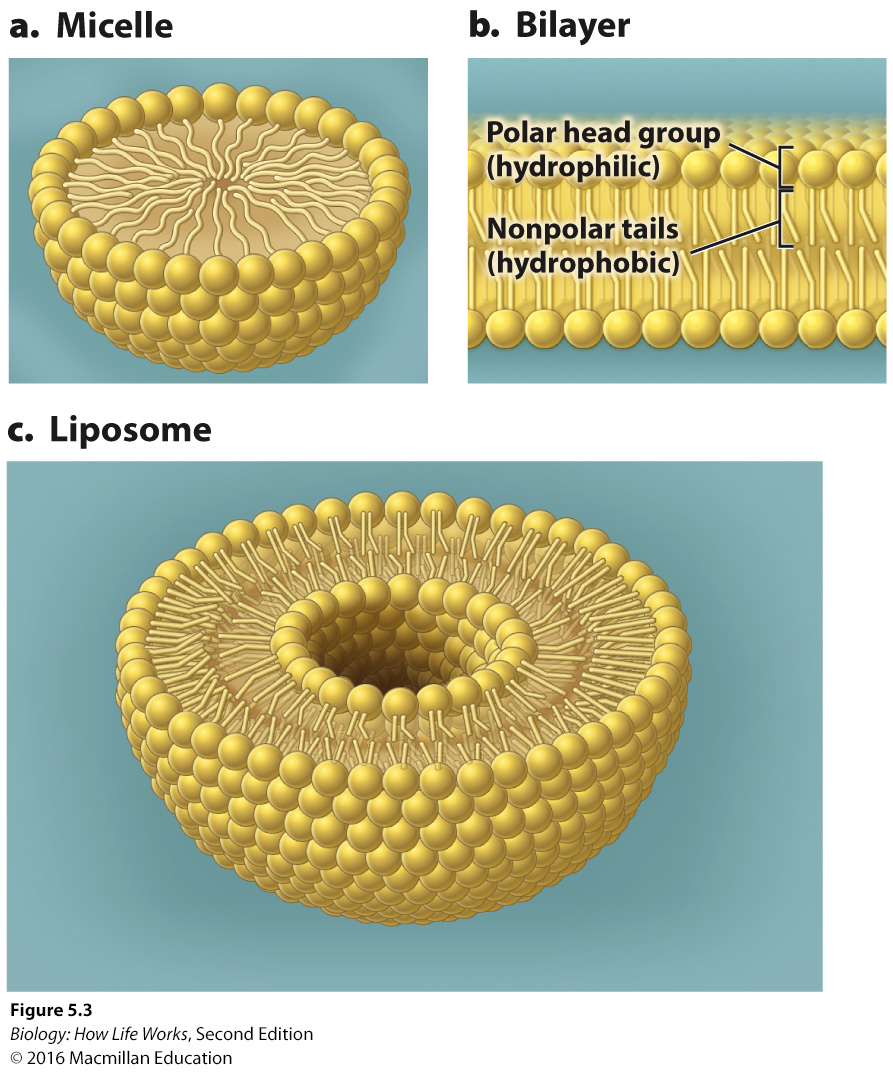 a. Micelle
b. Bilayer
Polar head group
(hydrophilic)
Nonpolar tails
(hydrophobic)
c. Liposome
Figure 5.3
Biology: How Life Works, Second Edition
© 2016 Macmillan Education